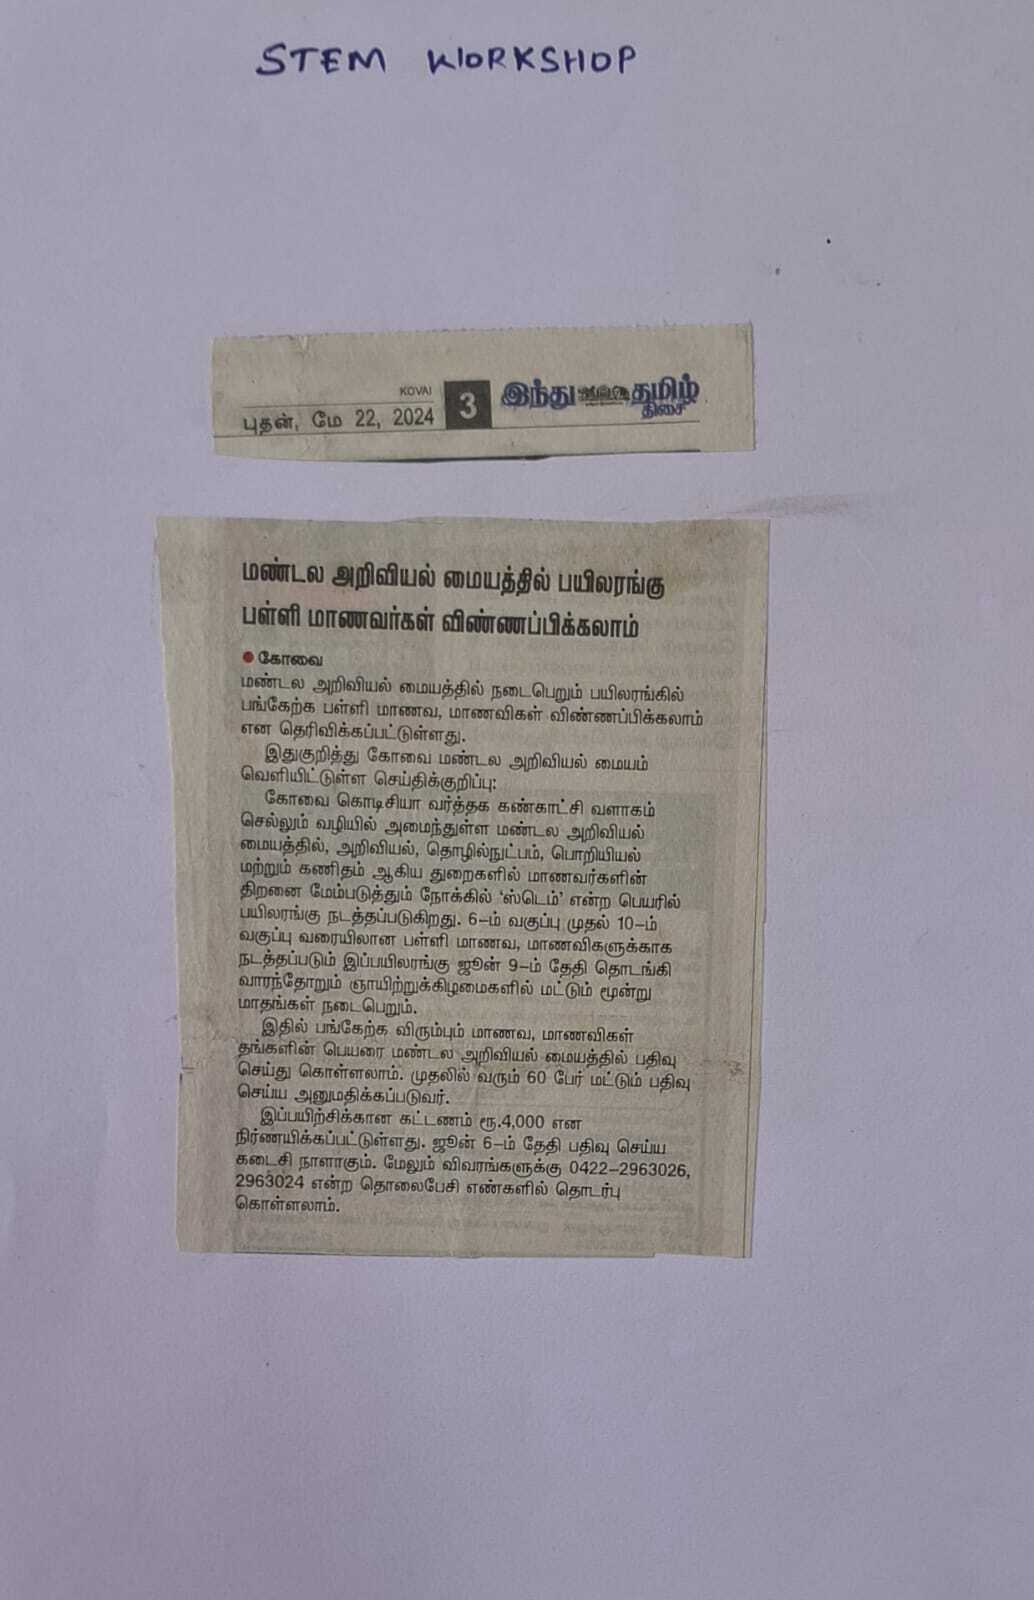 STEM WORKSHOP
KOVAI
புதன், மே 22, 2024
3
இந்து தமிழ்
திசை
மண்டல அறிவியல் மையத்தில் பயிலரங்கு
பள்ளி மாணவர்கள் விண்ணப்பிக்கலாம்
கோவை
மண்டல அறிவியல் மையத்தில் நடைபெறும் பயிலரங்கில்
பங்கேற்க பள்ளி மாணவ, மாணவிகள் விண்ணப்பிக்கலாம்
என தெரிவிக்கப்பட்டுள்ளது.
இதுகுறித்து கோவை மண்டல அறிவியல் மையம்
வெளியிட்டுள்ள செய்திக்குறிப்பு:
கோவை கொடிசியா வர்த்தக கண்காட்சி வளாகம்
செல்லும் வழியில் அமைந்துள்ள மண்டல அறிவியல்
மையத்தில், அறிவியல், தொழில்நுட்பம், பொறியியல்
மற்றும் கணிதம் ஆகிய துறைகளில் மாணவர்களின்
திறனை மேம்படுத்தும் நோக்கில் ‘ஸ்டெம்’ என்ற பெயரில்
பயிலரங்கு நடத்தப்படுகிறது. 6–ம் வகுப்பு முதல் 10–ம்
வகுப்பு வரையிலான பள்ளி மாணவ, மாணவிகளுக்காக
நடத்தப்படும் இப்பயிலரங்கு ஜூன் 9–ம் தேதி தொடங்கி
வாரந்தோறும் ஞாயிற்றுக்கிழமைகளில் மட்டும் மூன்று
மாதங்கள் நடைபெறும்.
இதில் பங்கேற்க விரும்பும் மாணவ, மாணவிகள்
தங்களின் பெயரை மண்டல அறிவியல் மையத்தில் பதிவு
செய்து கொள்ளலாம். முதலில் வரும் 60 பேர் மட்டும் பதிவு
செய்ய அனுமதிக்கப்படுவர்.
இப்பயிற்சிக்கான கட்டணம் ரூ.4,000 என
நிர்ணயிக்கப்பட்டுள்ளது. ஜூன் 6–ம் தேதி பதிவு செய்ய
கடைசி நாளாகும். மேலும் விவரங்களுக்கு 0422–2963026,
2963024 என்ற தொலைபேசி எண்களில் தொடர்பு
கொள்ளலாம்.